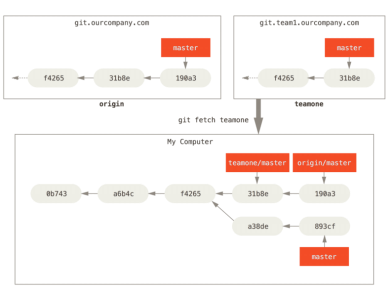 git.ourcompany.com
master
f4265
31b8e
190a3
origin
git.team1.ourcompany.com
master
f4265
31b8e
teamone
git fetch teamone
My Computer
teamone/master
origin/master
0b743
a6b4c
f4265
31b8e
190a3
a38de
893cf
master